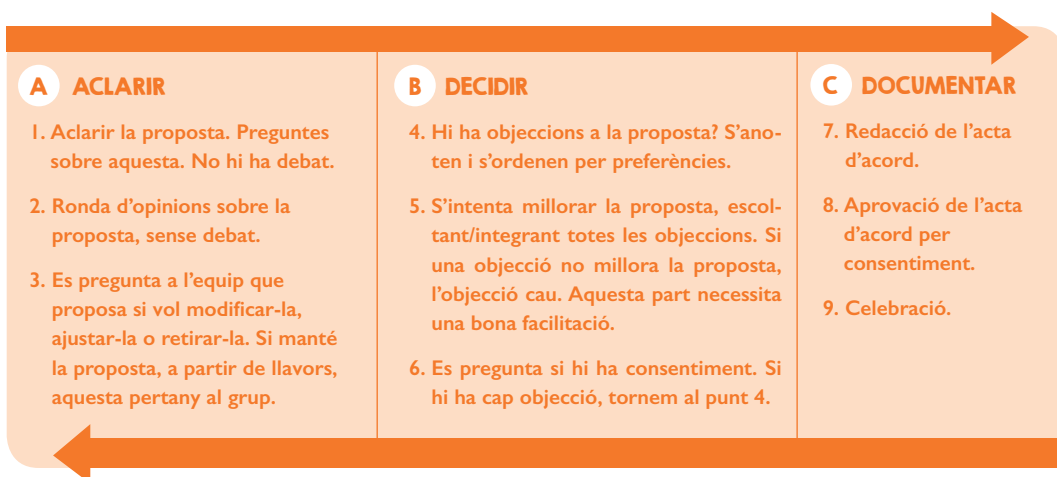 A ACLARIR
1. Aclarir la proposta. Preguntes
sobre aquesta. No hi ha debat.
2. Ronda d'opinions sobre la
proposta, sense debat.
3. Es pregunta a l'equip que
proposa si vol modificar-la,
ajustar-la o retirar-la. Si manté
la proposta, a partir de llavors,
aquesta pertany al grup.
B DECIDIR
4. Hi ha objeccions a la proposta? S'ano-
ten i s'ordenen per preferències.
5. S'intenta millorar la proposta, escol-
tant/integrant totes les objeccions. Si
una objecció no millora la proposta,
l'objecció cau. Aquesta part necessita
una bona facilitació.
6. Es pregunta si hi ha consentiment. Si
hi ha cap objecció, tornem al punt 4.
C DOCUMENTAR
7. Redacció de l'acta
d'acord.
8. Aprovació de l'acta
d'acord per
consentiment.
9. Celebració.